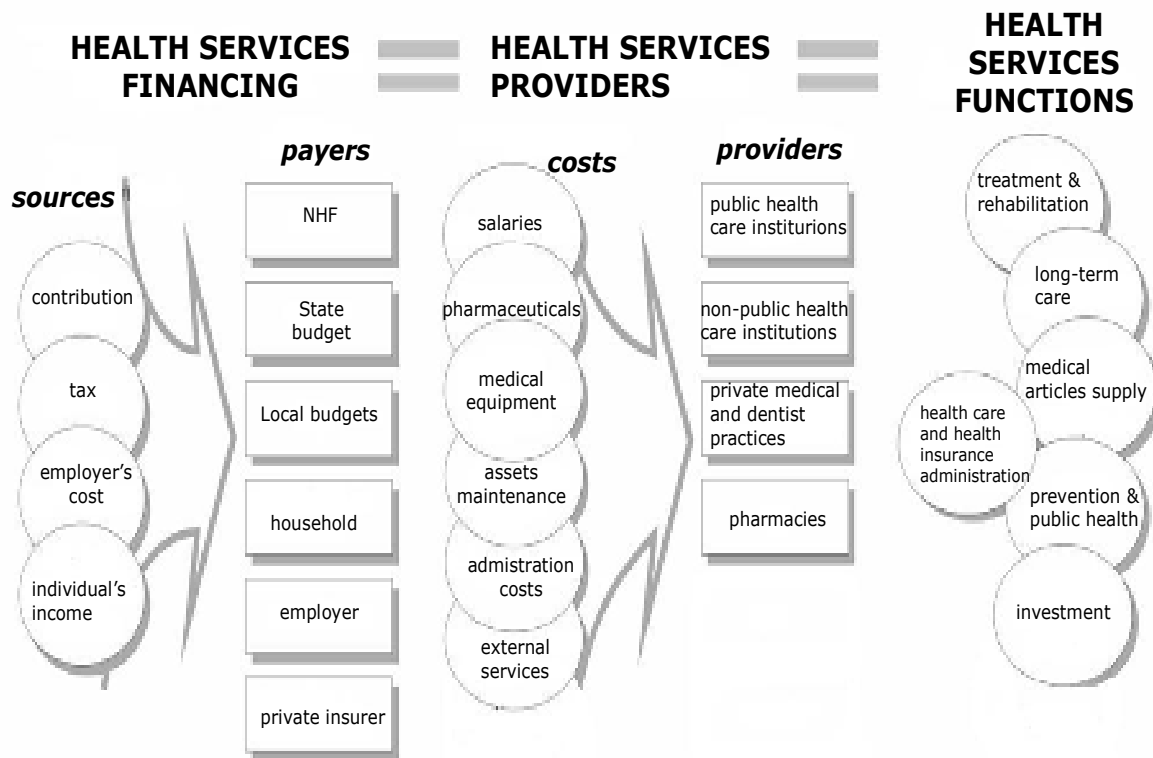 HEALTH SERVICES
FINANCING
HEALTH SERVICES
PROVIDERS
HEALTH
SERVICES
FUNCTIONS
sources
contribution
tax
employer's
cost
individual's
income
payers
NHF
State
budget
Local budgets
household
employer
private insurer
costs
salaries
pharmaceuticals
medical
equipment
assets
maintenance
admistration
costs
external
services
providers
public health
care institurions
non-public health
care institutions
private medical
and dentist
practices
pharmacies
treatment &
rehabilitation
long-term
care
medical
articles supply
health care
and health
insurance
administration
prevention &
public health
investment